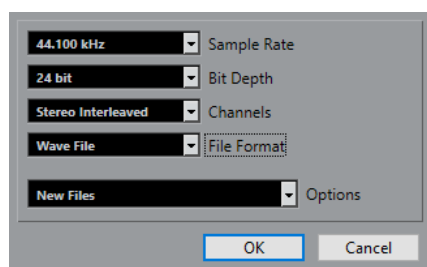 44.100 kHz Sample Rate
24 bit Bit Depth
Stereo Interleaved Channels
Wave File File Format
New Files Options
OK Cancel